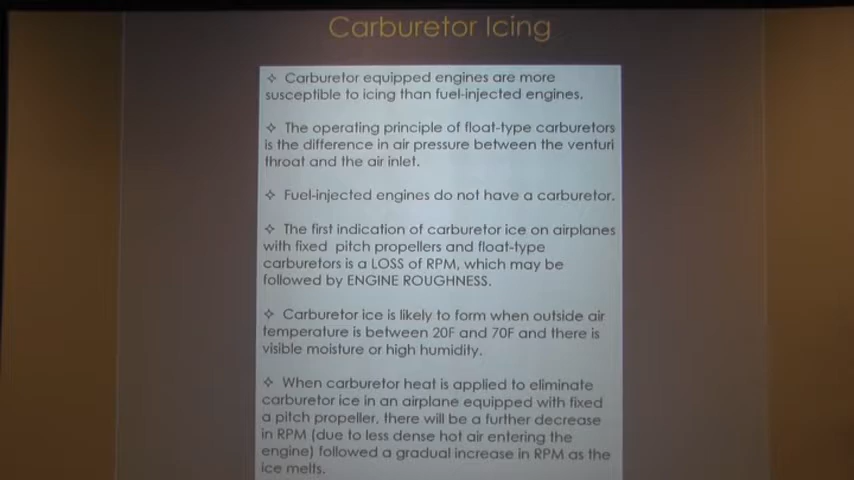 Carburetor Icing
✧ Carburetor equipped engines are more
susceptible to icing than fuel-injected engines.
✧ The operating principle of float-type carburetors
is the difference in air pressure between the venturi
throat and the air inlet.
✧ Fuel-injected engines do not have a carburetor.
✧ The first indication of carburetor ice on airplanes
with fixed pitch propellers and float-type
carburetors is a LOSS of RPM, which may be
followed by ENGINE ROUGHNESS.
✧ Carburetor ice is likely to form when outside air
temperature is between 20F and 70F and there is
visible moisture or high humidity.
✧ When carburetor heat is applied to eliminate
carburetor ice in an airplane equipped with fixed
a pitch propeller, there will be a further decrease
in RPM (due to less dense hot air entering the
engine) followed a gradual increase in RPM as the
ice melts.